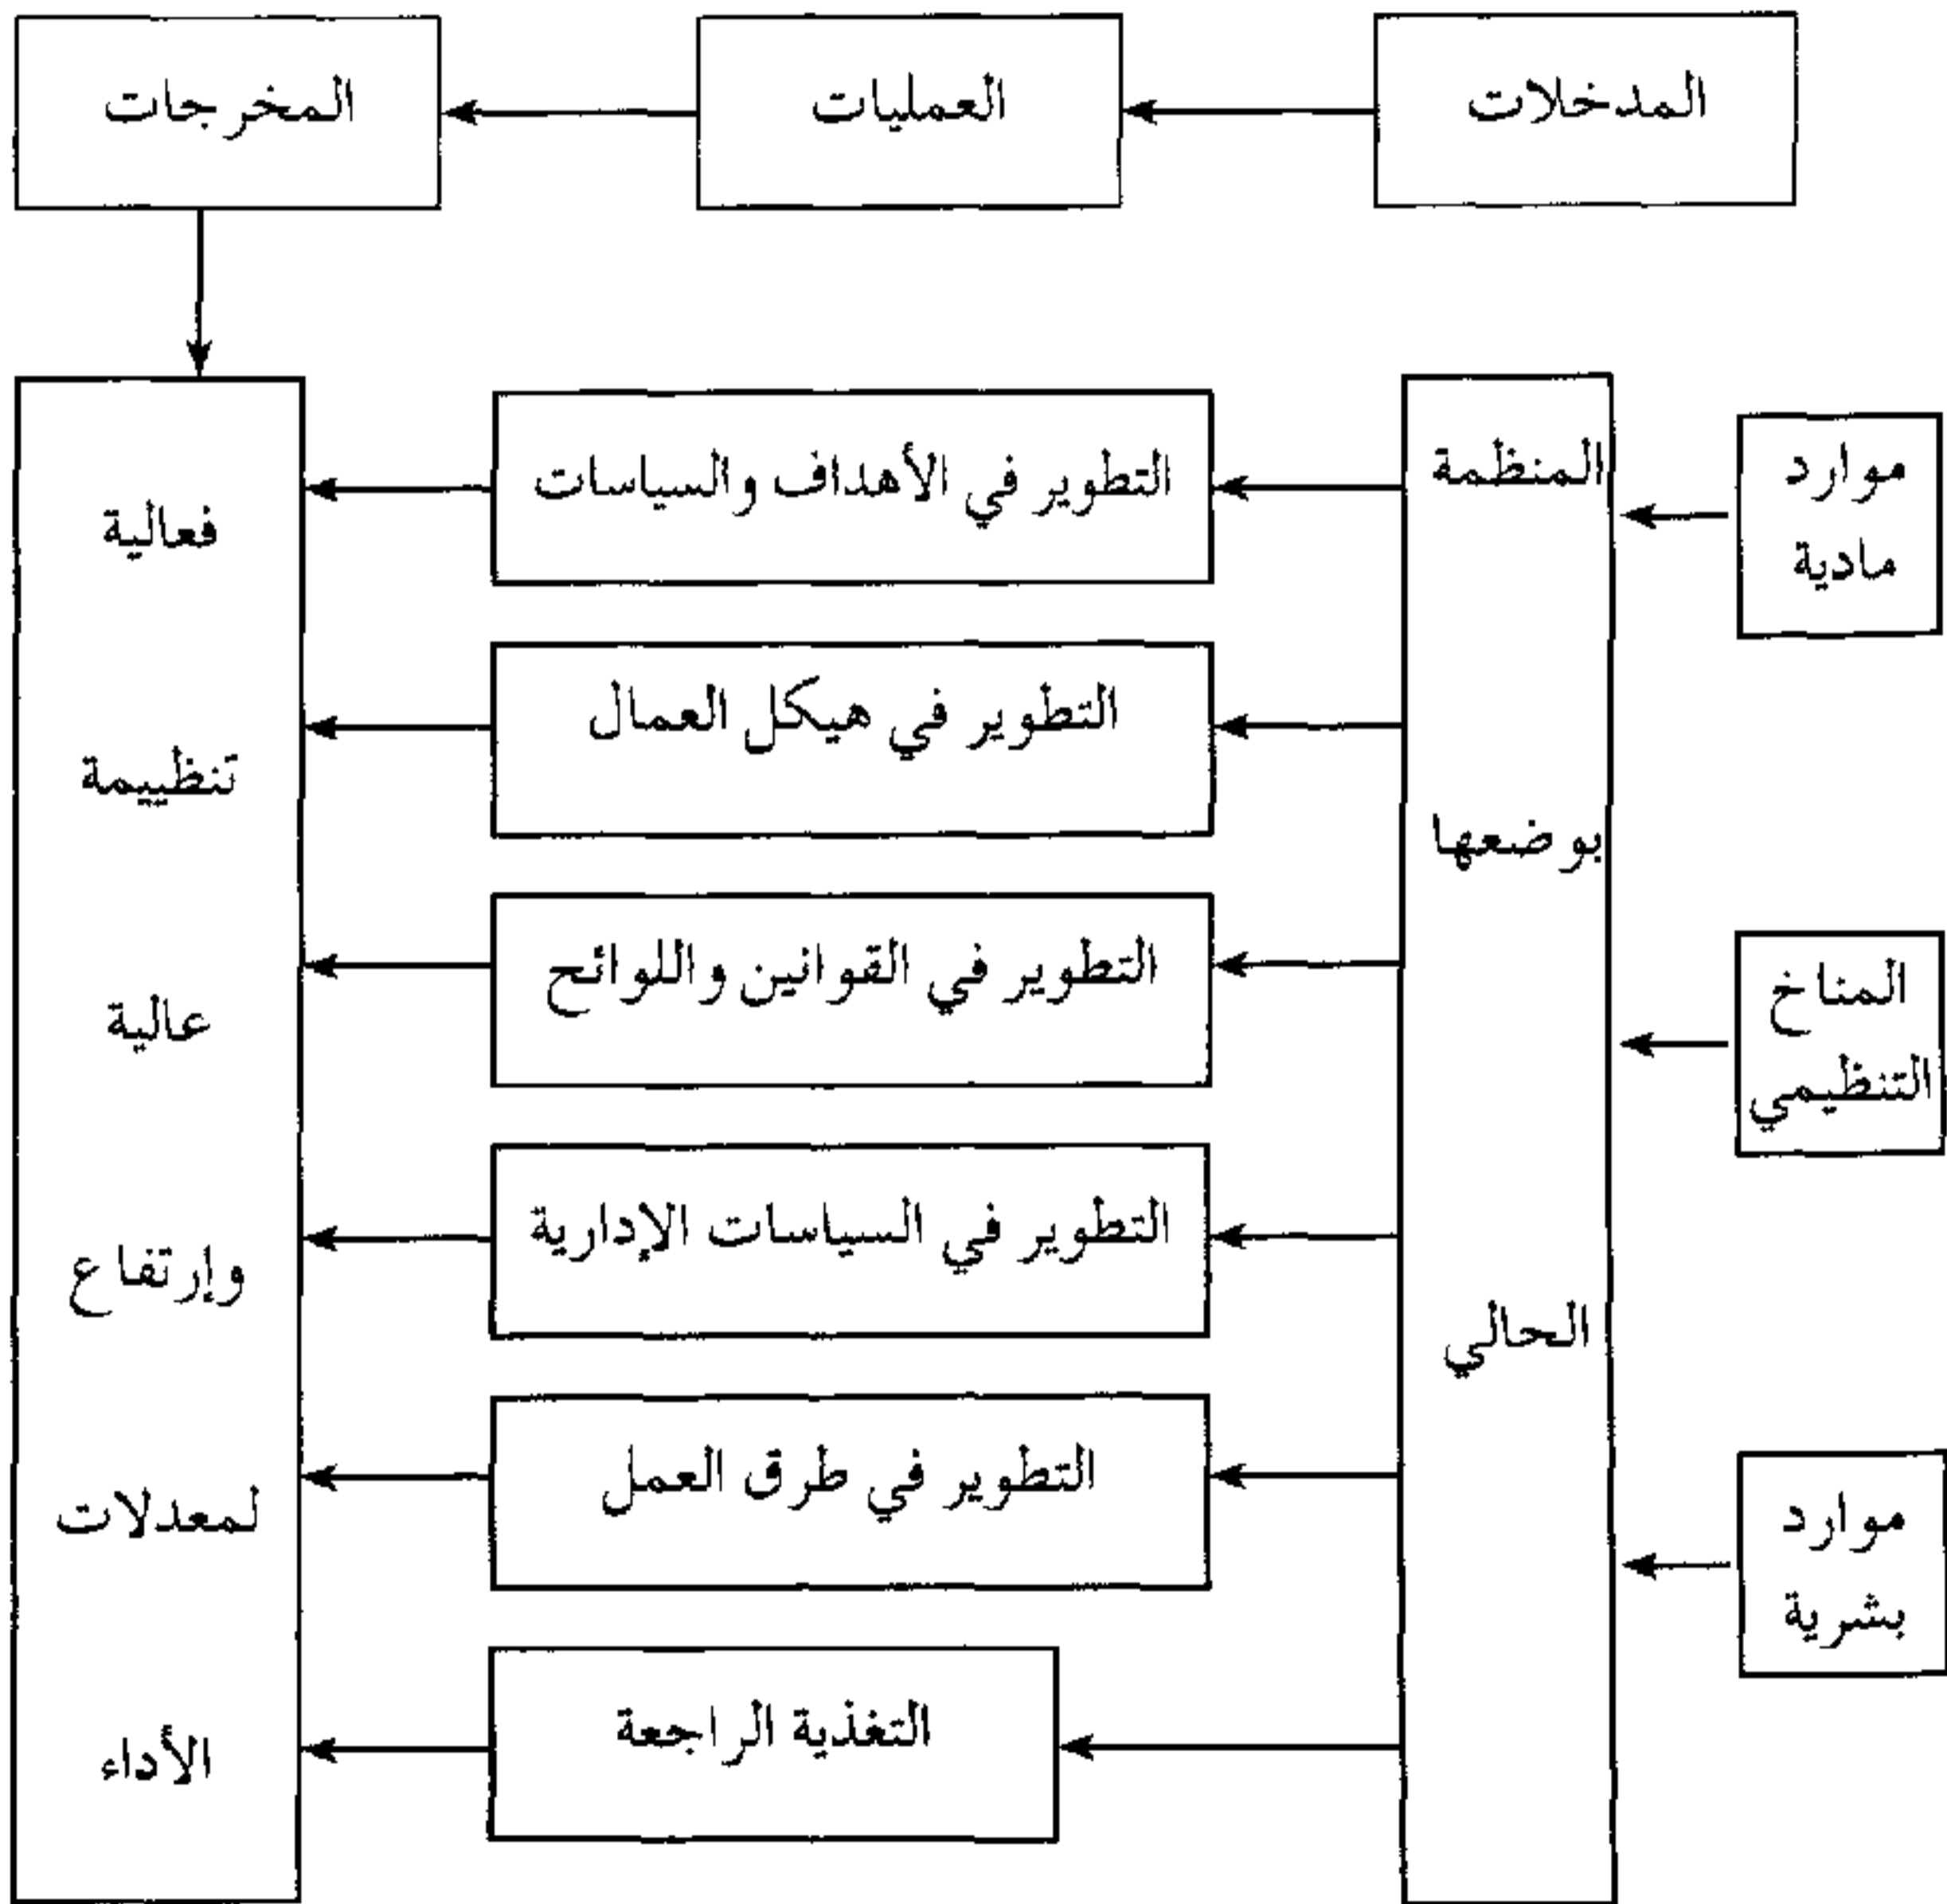 المدخلات
العمليات
المخرجات
موارد
مادية
المناخ
التنظيمي
موارد
بشرية
المنظمة
بوضعها
الحالي
التطوير في الأهداف والسياسات
التطوير في هيكل العمال
التطوير في القوانين واللوائح
التطوير في السياسات الإدارية
التطوير في طرق العمل
التغذية الراجعة
فعالية
تنظيمة
عالية
وإرتفاع
لمعدلات
الأداء